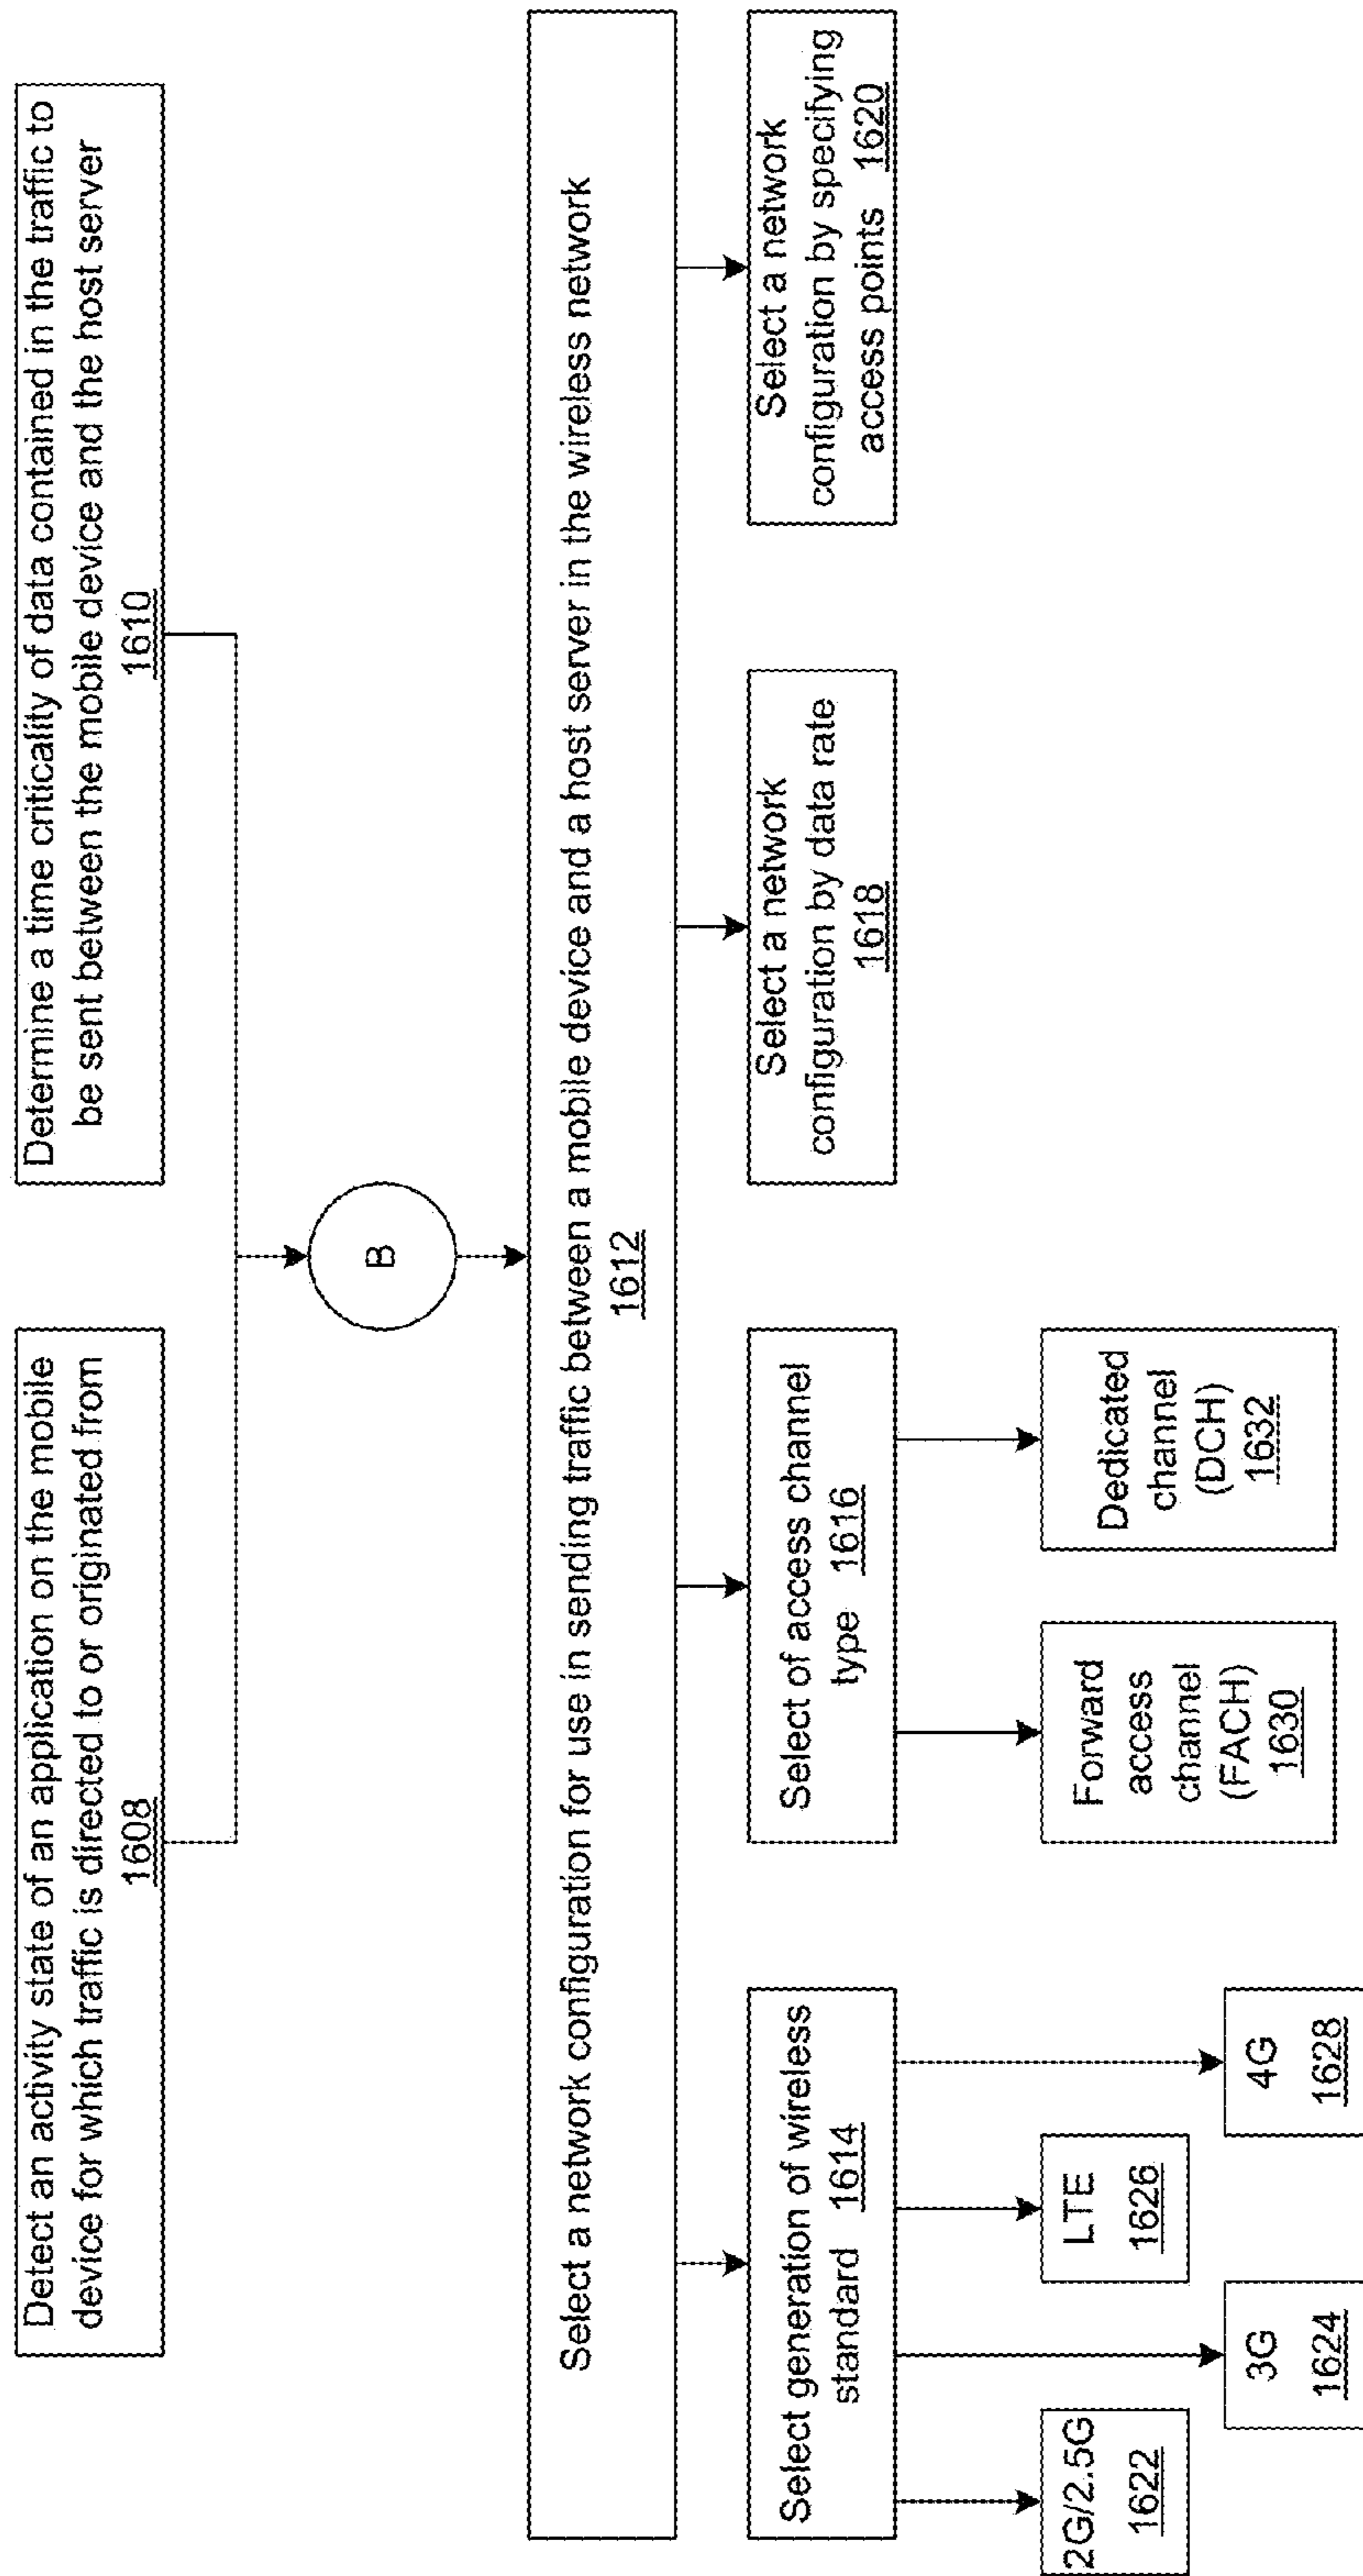 Detect an activity state of an application on the mobile
device for which traffic is directed to or originated from
1608
Determine a time criticality of data contained in the traffic to
be sent between the mobile device and the host server
1610
B
Select a network configuration for use in sending traffic between a mobile device and a host server in the wireless network
1612
Select generation of wireless
standard 1614
Select of access channel
type 1616
Select a network
configuration by data rate
1618
Select a network
configuration by specifying
access points 1620
2G/2.5G
1622
3G
1624
LTE
1626
4G
1628
Forward
access
channel
(FACH)
1630
Dedicated
channel
(DCH)
1632